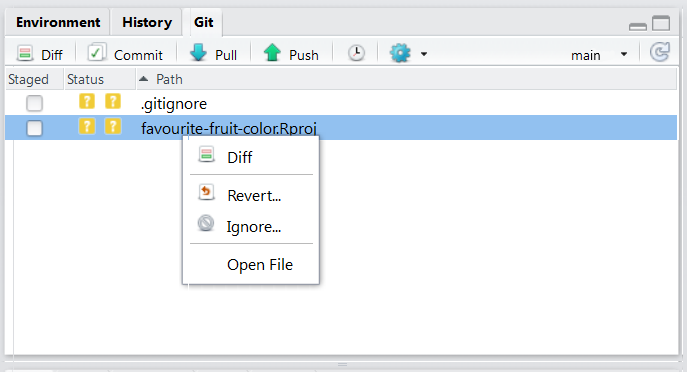 Environment History Git
Diff Commit Pull Push main
Staged Status Path
? ? .gitignore
? ? favourite-fruit-color.Rproj
Diff
Revert...
Ignore...
Open File